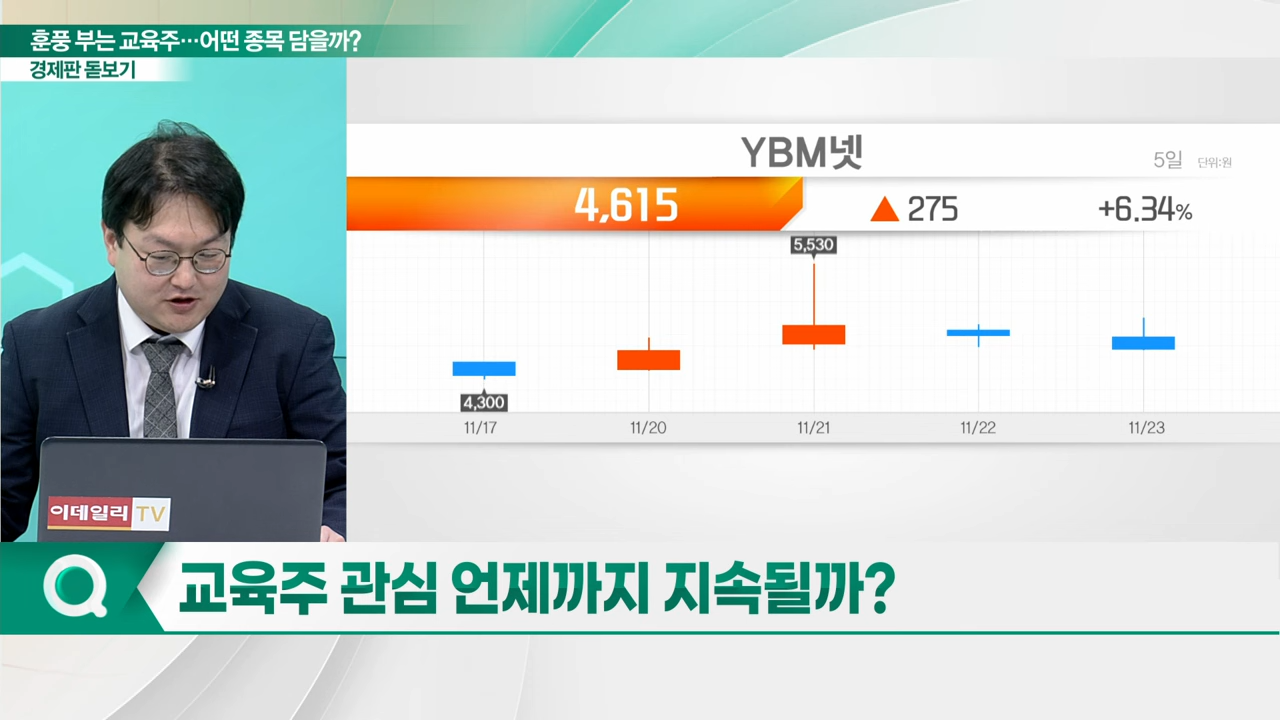 훈풍 부는 교육주…어떤 종목 담을까?
경제판 돋보기
YBM넷
5일 단위:원
4,615 ▲ 275 +6.34%
5,530
4,300
11/17 11/20 11/21 11/22 11/23
이데일리 TV
Q 교육주 관심 언제까지 지속될까?